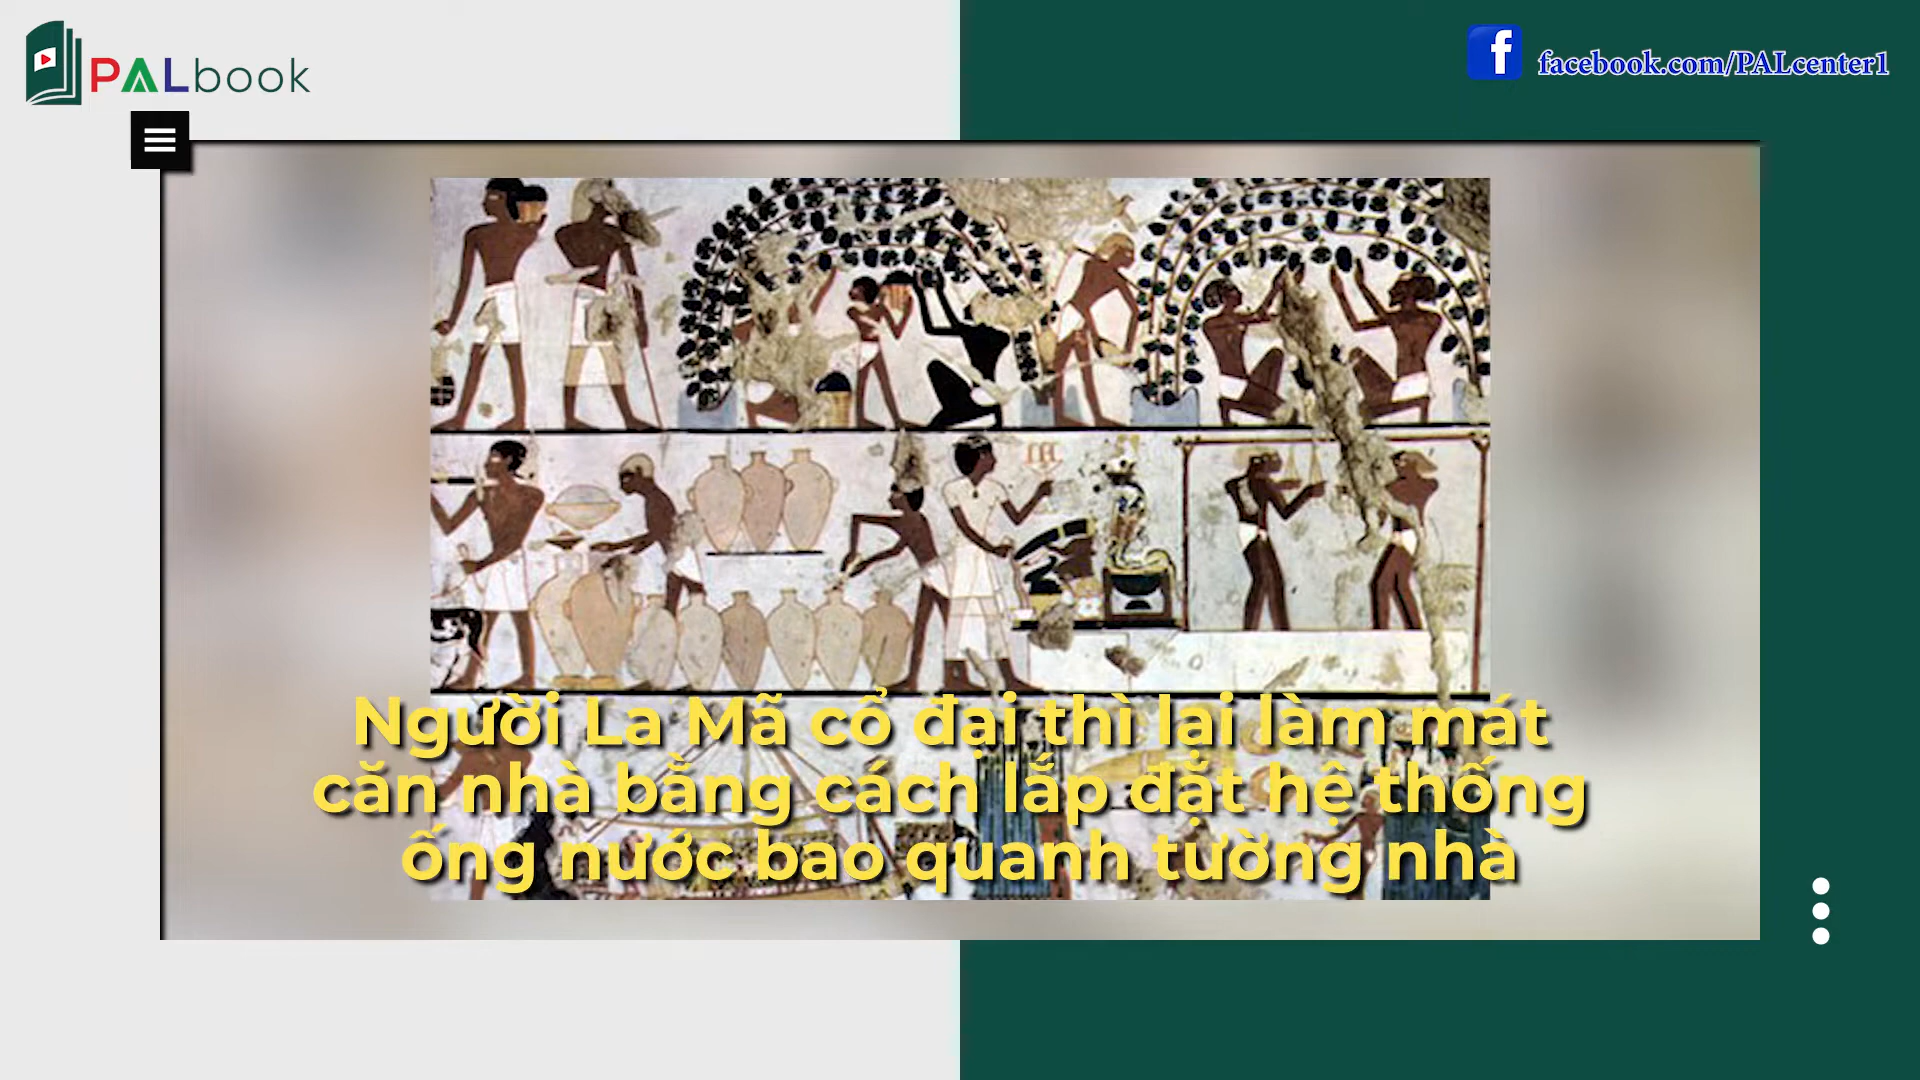 PALbook
facebook.com/PALcenter1
Người La Mã cổ đại thì lại làm mát
căn nhà bằng cách lắp đặt hệ thống
ống nước bao quanh tường nhà